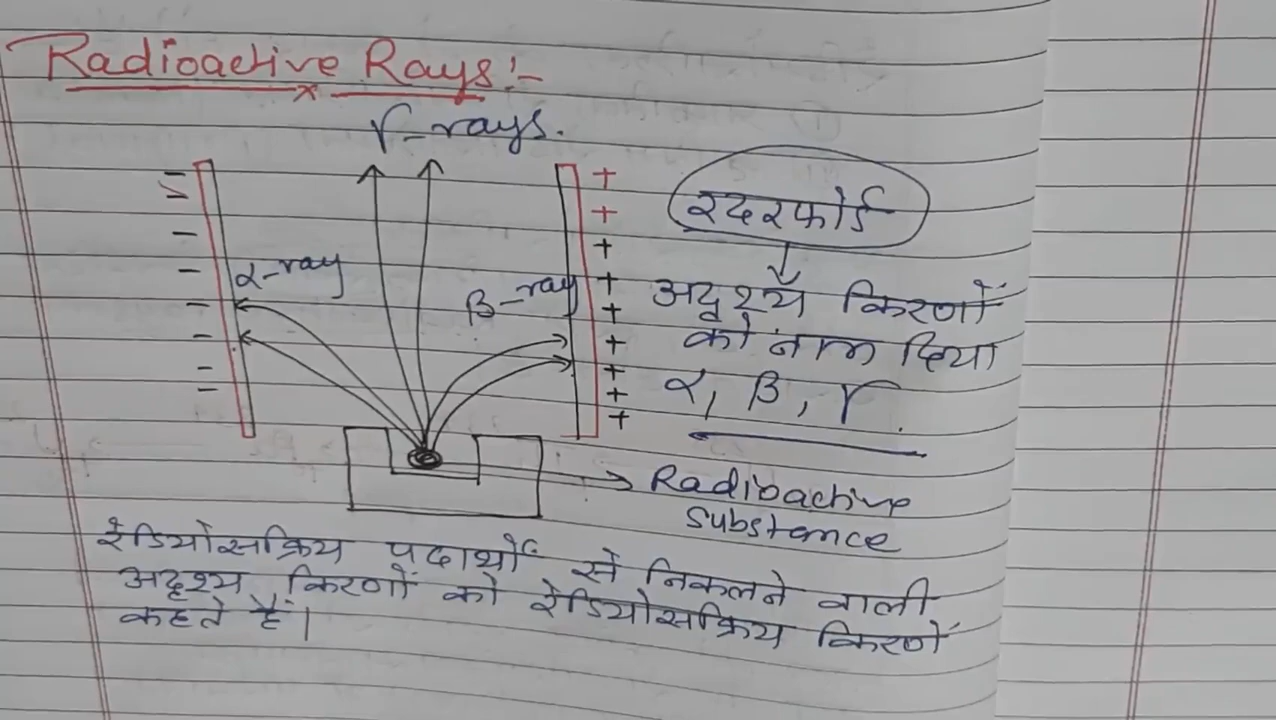 Radioactive Rays:-
γ-rays.
α-ray
β-ray
रदरफोर्ड
अदृश्य किरणों
को नाम दिया
α, β, γ.
Radioactive
substance
रेडियोसक्रिय पदार्थों से निकलने वाली
अदृश्य किरणों को रेडियोसक्रिय किरणें
कहते हैं।